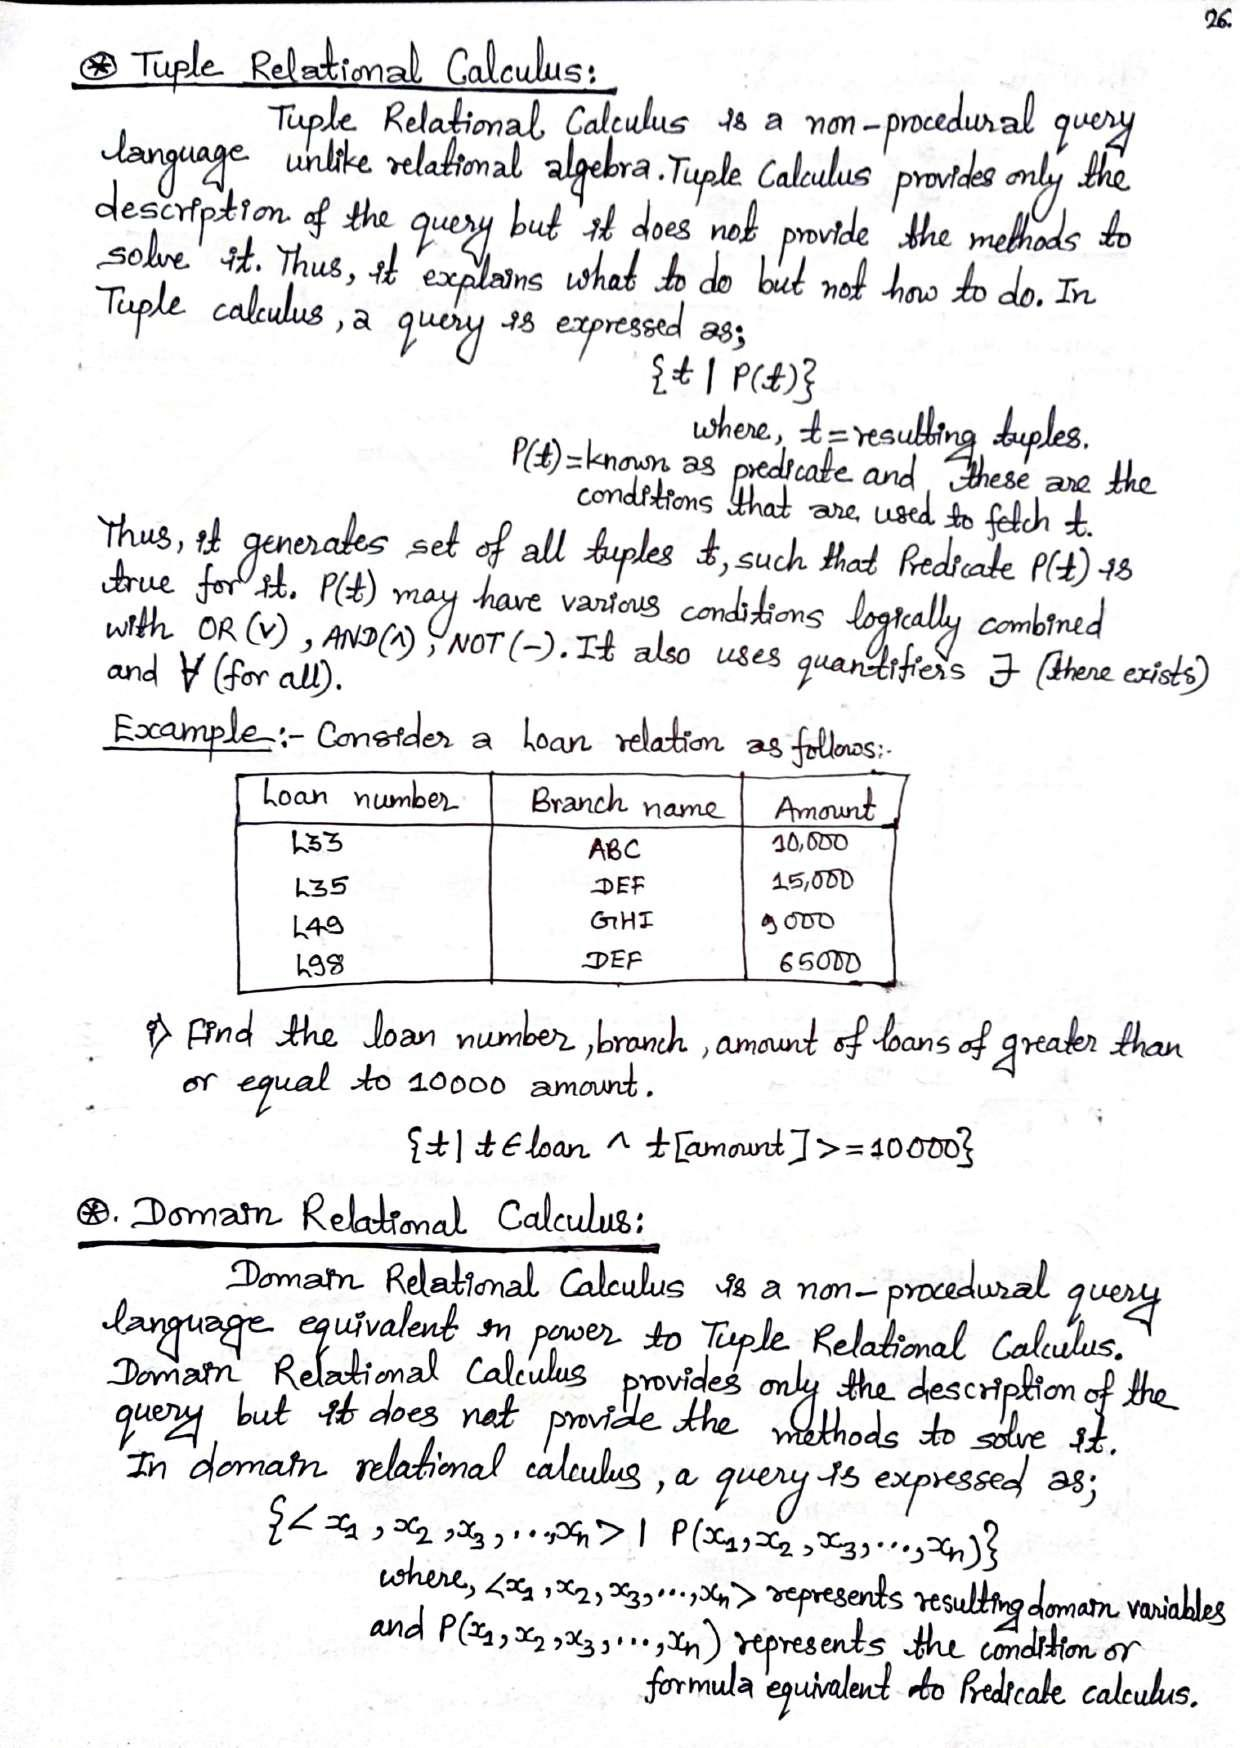 26.
⊛ Tuple Relational Calculus:
Tuple Relational Calculus is a non-procedural query
language unlike relational algebra. Tuple Calculus provides only the
description of the query but it does not provide the methods to
solve it. Thus, it explains what to do but not how to do. In
Tuple calculus, a query is expressed as;
{t | P(t)}
where, t = resulting tuples.
P(t) = known as predicate and these are the
conditions that are used to fetch t.
Thus, it generates set of all tuples t, such that Predicate P(t) is
true for it. P(t) may have various conditions logically combined
with OR (∨), AND(∧), NOT (-). It also uses quantifiers ∃ (there exists)
and ∀ (for all).
Example:- Consider a Loan relation as follows:-
Loan number Branch name Amount
L33 ABC 10,000
L35 DEF 15,000
L49 GHI 9000
L98 DEF 65000
i) Find the loan number, branch, amount of loans of greater than
or equal to 10000 amount.
{t | t ∈ loan ∧ t [amount] >= 10000}
⊛. Domain Relational Calculus:
Domain Relational Calculus is a non-procedural query
language equivalent in power to Tuple Relational Calculus.
Domain Relational Calculus provides only the description of the
query but it does not provide the methods to solve it.
In domain relational calculus, a query is expressed as;
{< x₁, x₂, x₃, ..., xₙ > | P(x₁, x₂, x₃, ..., xₙ)}
where, <x₁, x₂, x₃, ..., xₙ> represents resulting domain variables
and P(x₁, x₂, x₃, ..., xₙ) represents the condition or
formula equivalent to Predicate calculus.